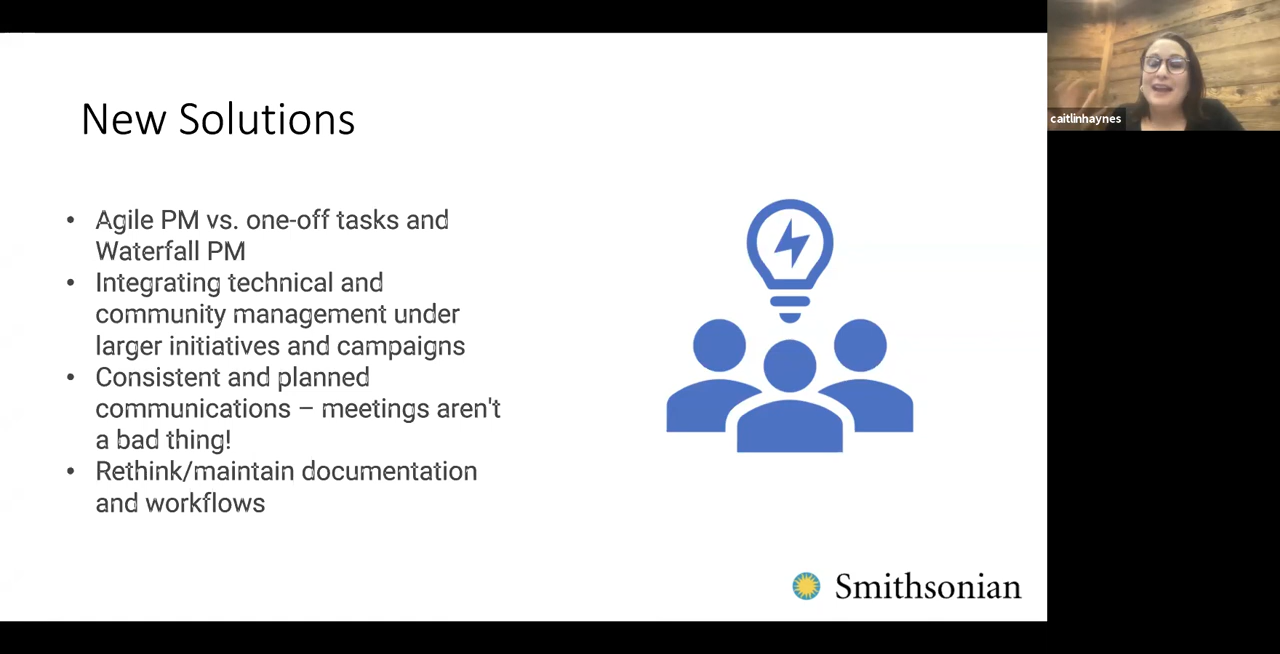 New Solutions
• Agile PM vs. one-off tasks and
Waterfall PM
• Integrating technical and
community management under
larger initiatives and campaigns
• Consistent and planned
communications – meetings aren't
a bad thing!
• Rethink/maintain documentation
and workflows
Smithsonian
caitlinhaynes